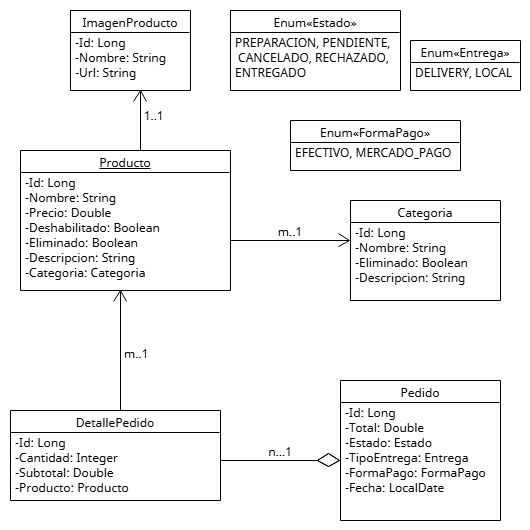 ImagenProducto
-Id: Long
-Nombre: String
-Url: String
Enum«Estado»
PREPARACION, PENDIENTE,
CANCELADO, RECHAZADO,
ENTREGADO
Enum«Entrega»
DELIVERY, LOCAL
1..1
Enum«FormaPago»
EFECTIVO, MERCADO_PAGO
Producto
-Id: Long
-Nombre: String
-Precio: Double
-Deshabilitado: Boolean
-Eliminado: Boolean
-Descripcion: String
-Categoria: Categoria
m..1
Categoria
-Id: Long
-Nombre: String
-Eliminado: Boolean
-Descripcion: String
m..1
DetallePedido
-Id: Long
-Cantidad: Integer
-Subtotal: Double
-Producto: Producto
n...1
Pedido
-Id: Long
-Total: Double
-Estado: Estado
-TipoEntrega: Entrega
-FormaPago: FormaPago
-Fecha: LocalDate